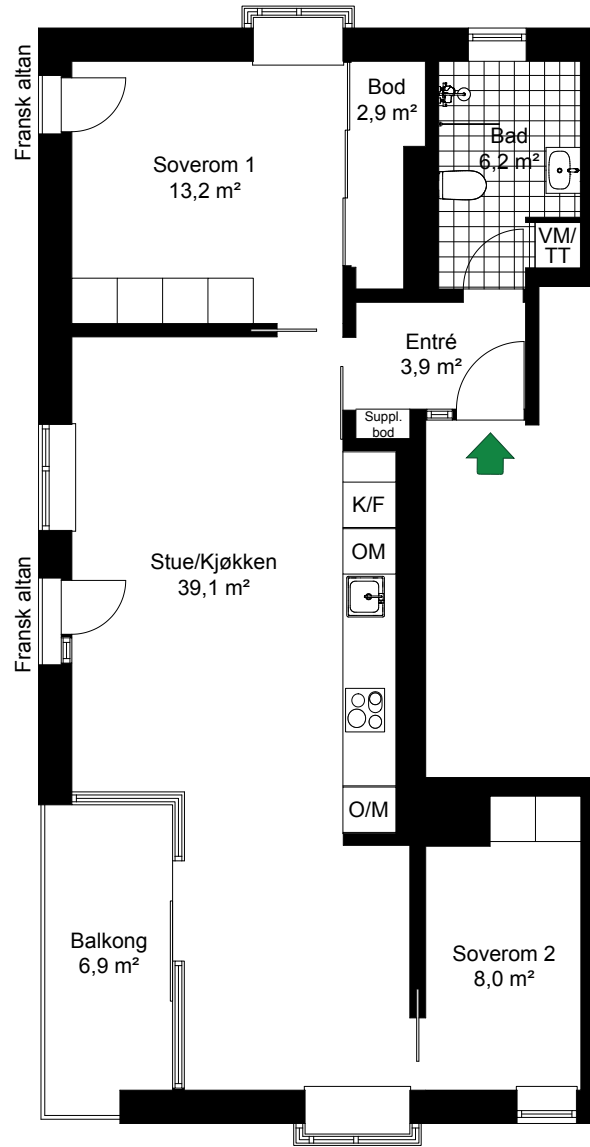 Fransk altan
Soverom 1
13,2 m²
Bod
2,9 m²
Bad
6,2 m²
VM/
TT
Entré
3,9 m²
Suppl.
bod
K/F
OM
Stue/Kjøkken
39,1 m²
Fransk altan
O/M
Balkong
6,9 m²
Soverom 2
8,0 m²